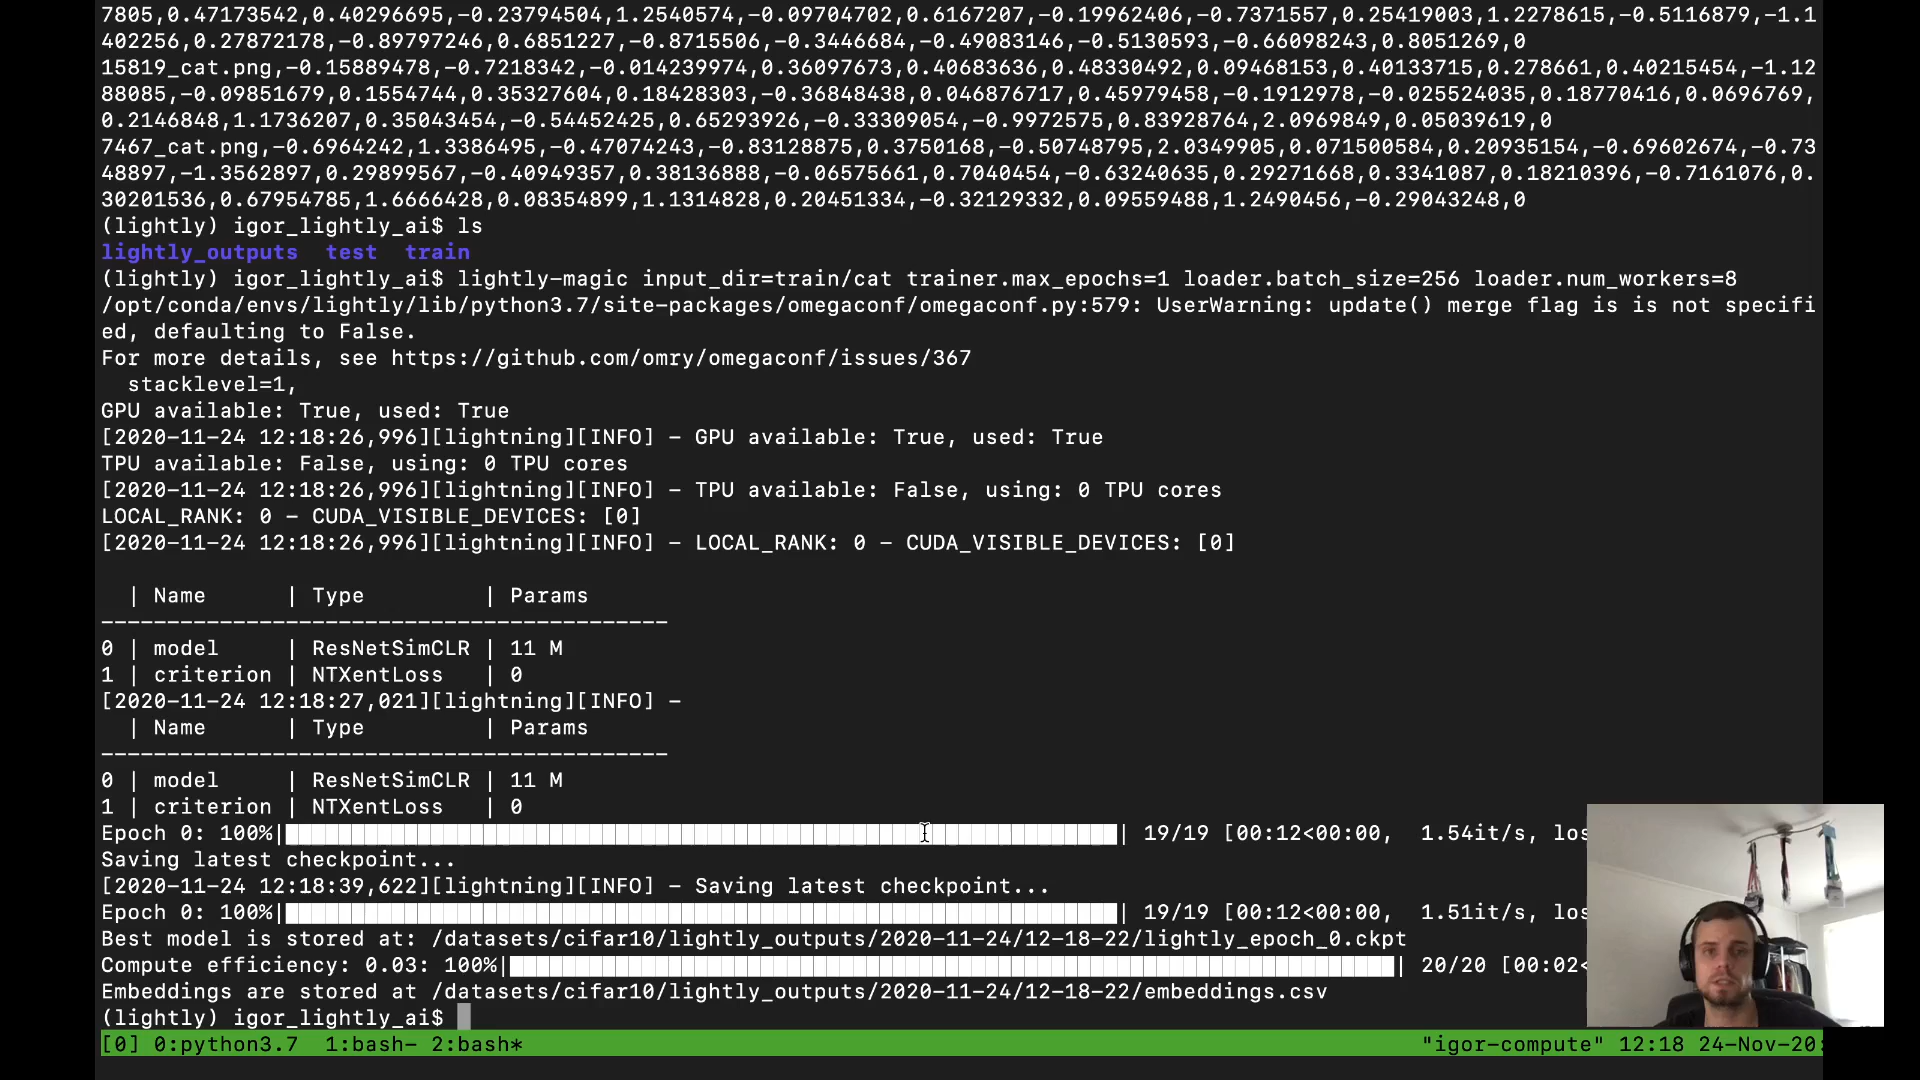 7805,0.47173542,0.40296695,-0.23794504,1.2540574,-0.09704702,0.6167207,-0.19962406,-0.7371557,0.25419003,1.2278615,-0.5116879,-1.1
402256,0.27872178,-0.89797246,0.6851227,-0.8715506,-0.3446684,-0.49083146,-0.5130593,-0.66098243,0.8051269,0
15819_cat.png,-0.15889478,-0.7218342,-0.014239974,0.36097673,0.40683636,0.48330492,0.09468153,0.40133715,0.278661,0.40215454,-1.12
88085,-0.09851679,0.1554744,0.35327604,0.18428303,-0.36848438,0.046876717,0.45979458,-0.1912978,-0.025524035,0.18770416,0.0696769,
0.2146848,1.1736207,0.35043454,-0.54452425,0.65293926,-0.33309054,-0.9972575,0.83928764,2.0969849,0.05039619,0
7467_cat.png,-0.6964242,1.3386495,-0.47074243,-0.83128875,0.3750168,-0.50748795,2.0349905,0.071500584,0.20935154,-0.69602674,-0.73
48897,-1.3562897,0.29899567,-0.40949357,0.38136888,-0.06575661,0.7040454,-0.63240635,0.29271668,0.3341087,0.18210396,-0.7161076,0.
30201536,0.67954785,1.6666428,0.08354899,1.1314828,0.20451334,-0.32129332,0.09559488,1.2490456,-0.29043248,0
(lightly) igor_lightly_ai$ ls
lightly_outputs  test  train
(lightly) igor_lightly_ai$ lightly-magic input_dir=train/cat trainer.max_epochs=1 loader.batch_size=256 loader.num_workers=8
/opt/conda/envs/lightly/lib/python3.7/site-packages/omegaconf/omegaconf.py:579: UserWarning: update() merge flag is is not specifi
ed, defaulting to False.
For more details, see https://github.com/omry/omegaconf/issues/367
  stacklevel=1,
GPU available: True, used: True
[2020-11-24 12:18:26,996][lightning][INFO] - GPU available: True, used: True
TPU available: False, using: 0 TPU cores
[2020-11-24 12:18:26,996][lightning][INFO] - TPU available: False, using: 0 TPU cores
LOCAL_RANK: 0 - CUDA_VISIBLE_DEVICES: [0]
[2020-11-24 12:18:26,996][lightning][INFO] - LOCAL_RANK: 0 - CUDA_VISIBLE_DEVICES: [0]
  | Name      | Type         | Params
-------------------------------------------
0 | model     | ResNetSimCLR | 11 M
1 | criterion | NTXentLoss   | 0
[2020-11-24 12:18:27,021][lightning][INFO] -
  | Name      | Type         | Params
-------------------------------------------
0 | model     | ResNetSimCLR | 11 M
1 | criterion | NTXentLoss   | 0
Epoch 0: 100%| | 19/19 [00:12<00:00,  1.54it/s, los
Saving latest checkpoint...
[2020-11-24 12:18:39,622][lightning][INFO] - Saving latest checkpoint...
Epoch 0: 100%| | 19/19 [00:12<00:00,  1.51it/s, los
Best model is stored at: /datasets/cifar10/lightly_outputs/2020-11-24/12-18-22/lightly_epoch_0.ckpt
Compute efficiency: 0.03: 100%| | 20/20 [00:02<
Embeddings are stored at /datasets/cifar10/lightly_outputs/2020-11-24/12-18-22/embeddings.csv
(lightly) igor_lightly_ai$
[0] 0:python3.7  1:bash- 2:bash* "igor-compute" 12:18 24-Nov-20